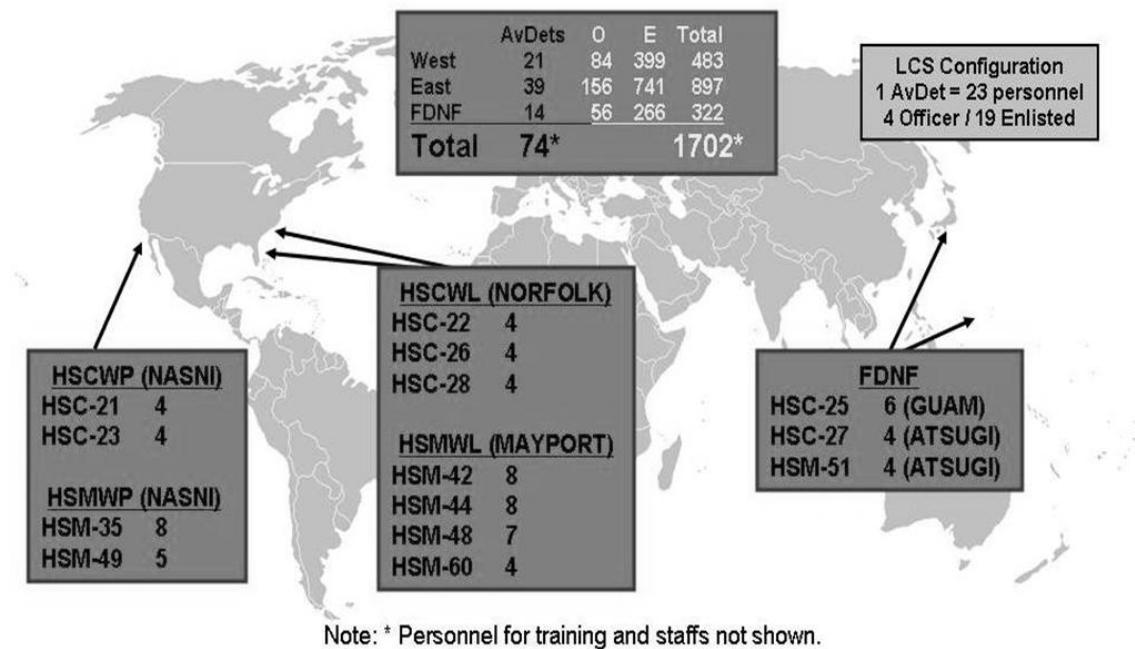 AvDets O E Total
West 21 84 399 483
East 39 156 741 897
FDNF 14 56 266 322
Total 74* 1702*
LCS Configuration
1 AvDet = 23 personnel
4 Officer / 19 Enlisted
HSCWP (NASNI)
HSC-21 4
HSC-23 4
HSMWP (NASNI)
HSM-35 8
HSM-49 5
HSCWL (NORFOLK)
HSC-22 4
HSC-26 4
HSC-28 4
HSMWL (MAYPORT)
HSM-42 8
HSM-44 8
HSM-48 7
HSM-60 4
FDNF
HSC-25 6 (GUAM)
HSC-27 4 (ATSUGI)
HSM-51 4 (ATSUGI)
Note: * Personnel for training and staffs not shown.